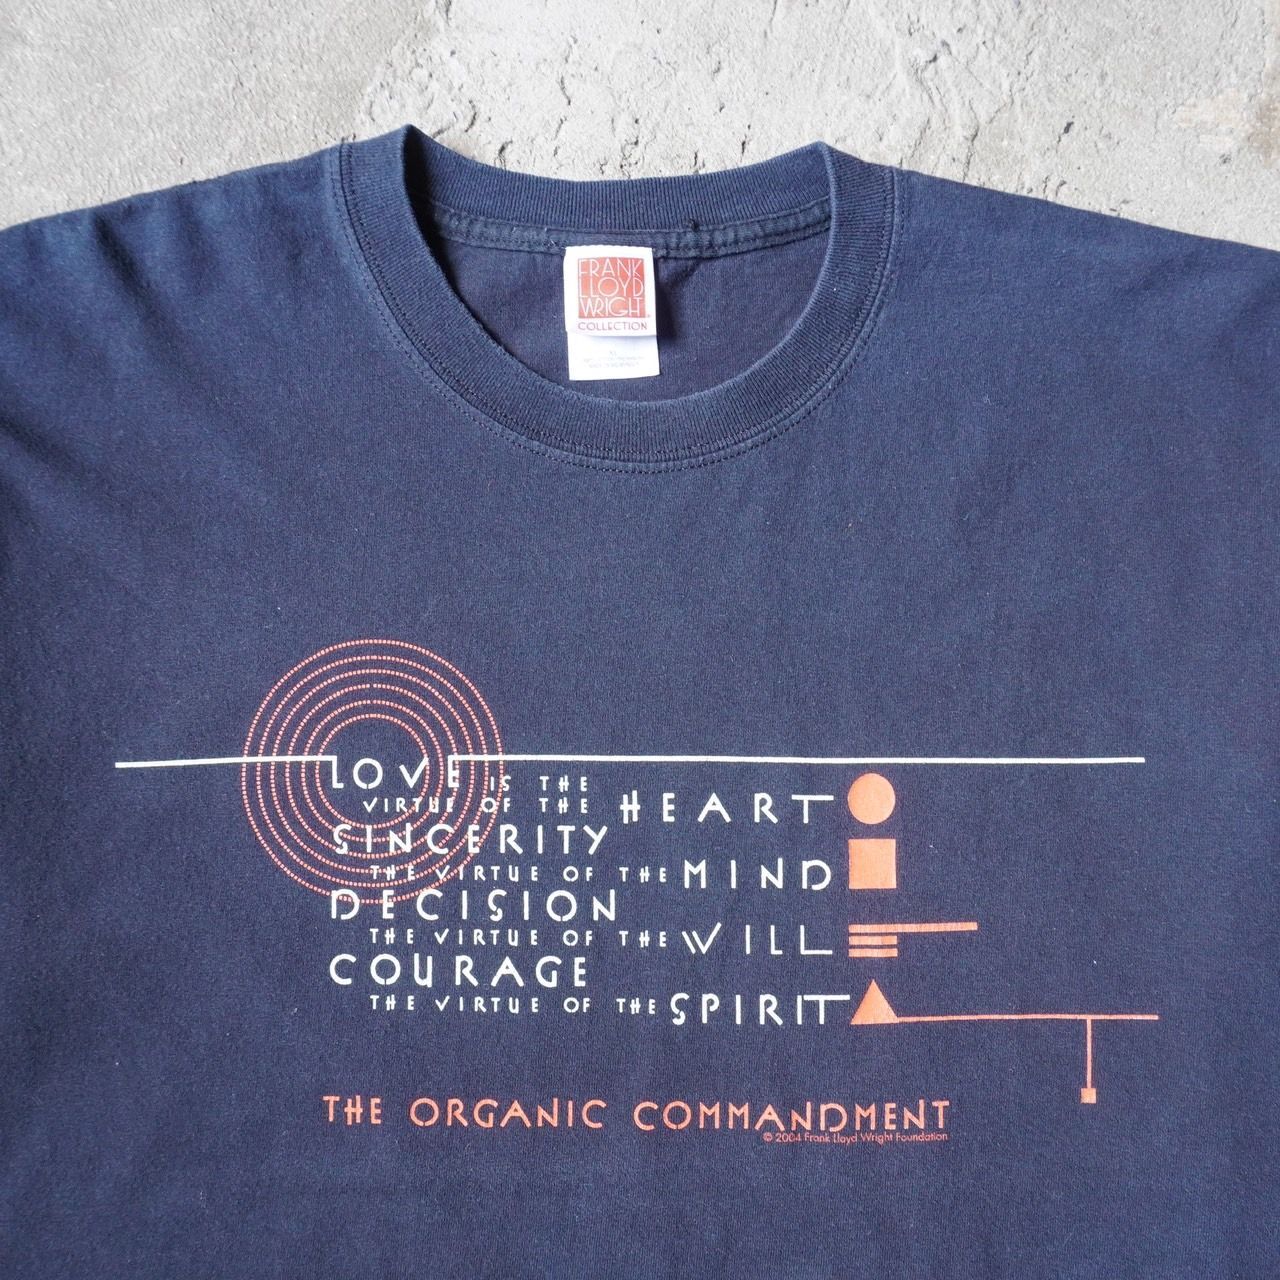 FRANK
LLOYD
WRIGHT
COLLECTION
XL
LOVE IS THE
VIRTUE OF THE HEART
SINCERITY
THE VIRTUE OF THE MIND
DECISION
THE VIRTUE OF THE WILL
COURAGE
THE VIRTUE OF THE SPIRIT
THE ORGANIC COMMANDMENT
© 2004 Frank Lloyd Wright Foundation